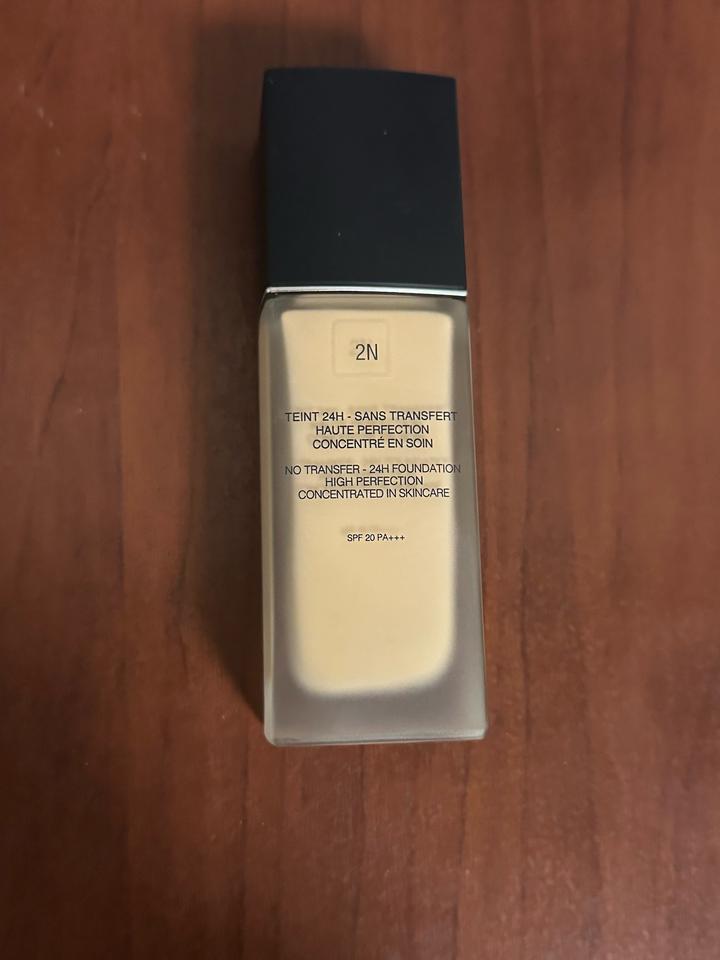 2N
TEINT 24H - SANS TRANSFERT
HAUTE PERFECTION
CONCENTRÉ EN SOIN
NO TRANSFER - 24H FOUNDATION
HIGH PERFECTION
CONCENTRATED IN SKINCARE
SPF 20 PA+++